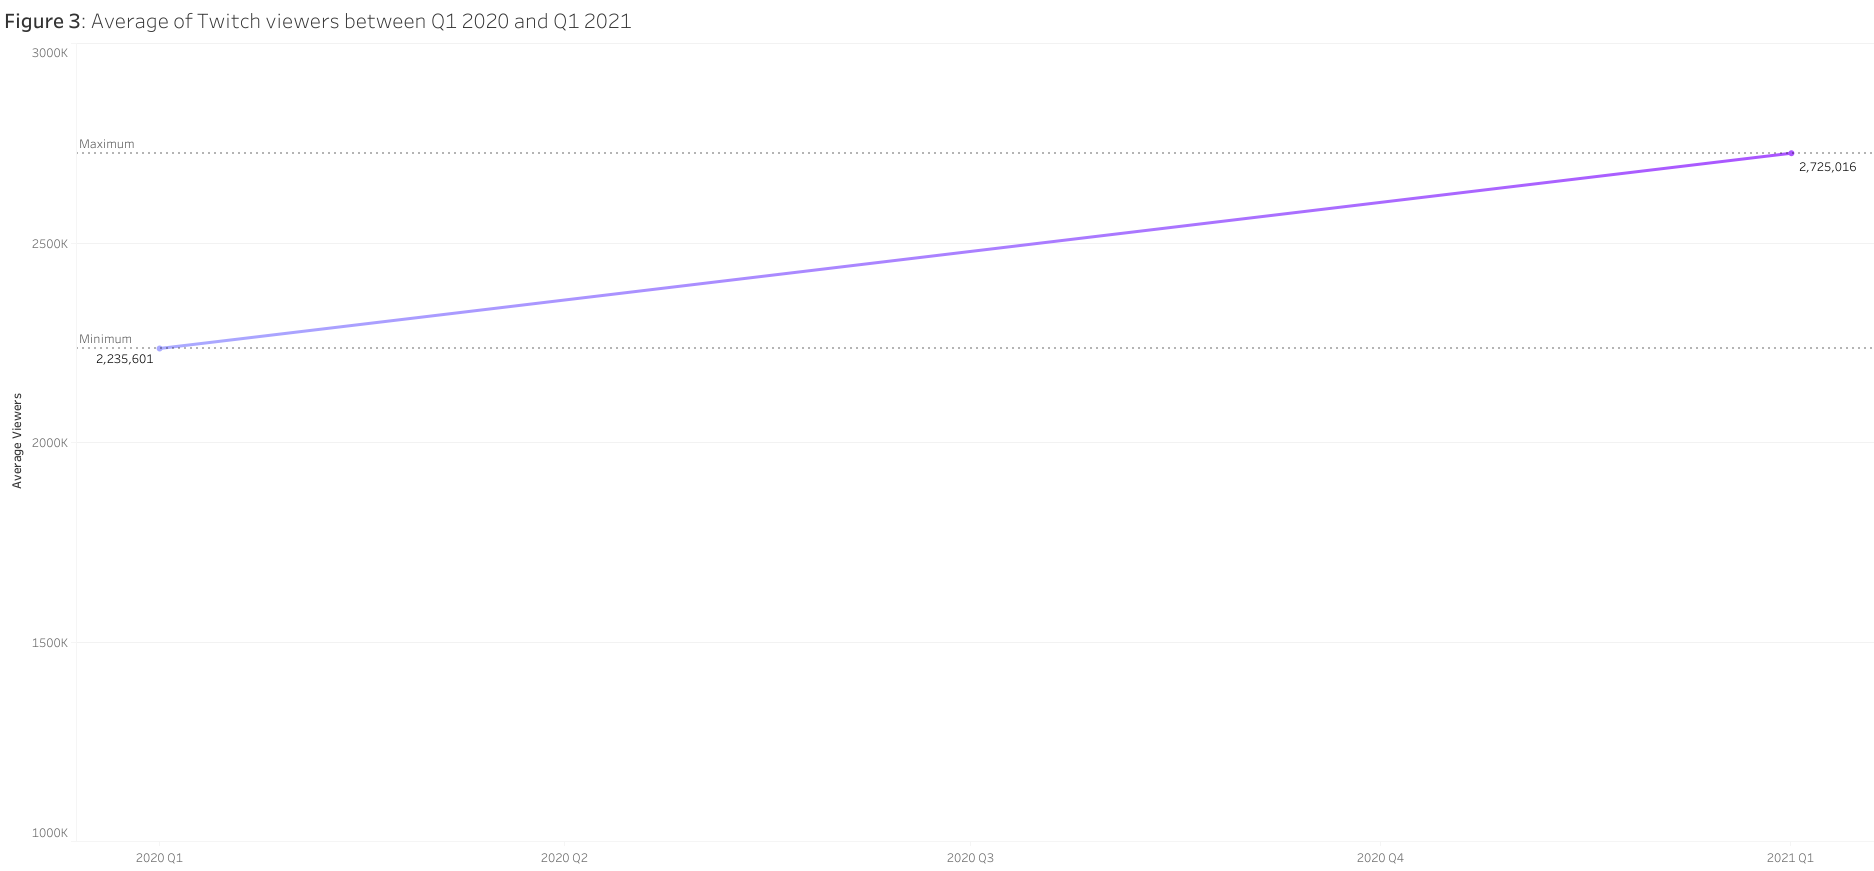 Figure 3: Average of Twitch viewers between Q1 2020 and Q1 2021
3000K
Maximum
2,725,016
2500K
Minimum
2,235,601
Average Viewers
2000K
1500K
1000K
2020 Q1
2020 Q2
2020 Q3
2020 Q4
2021 Q1